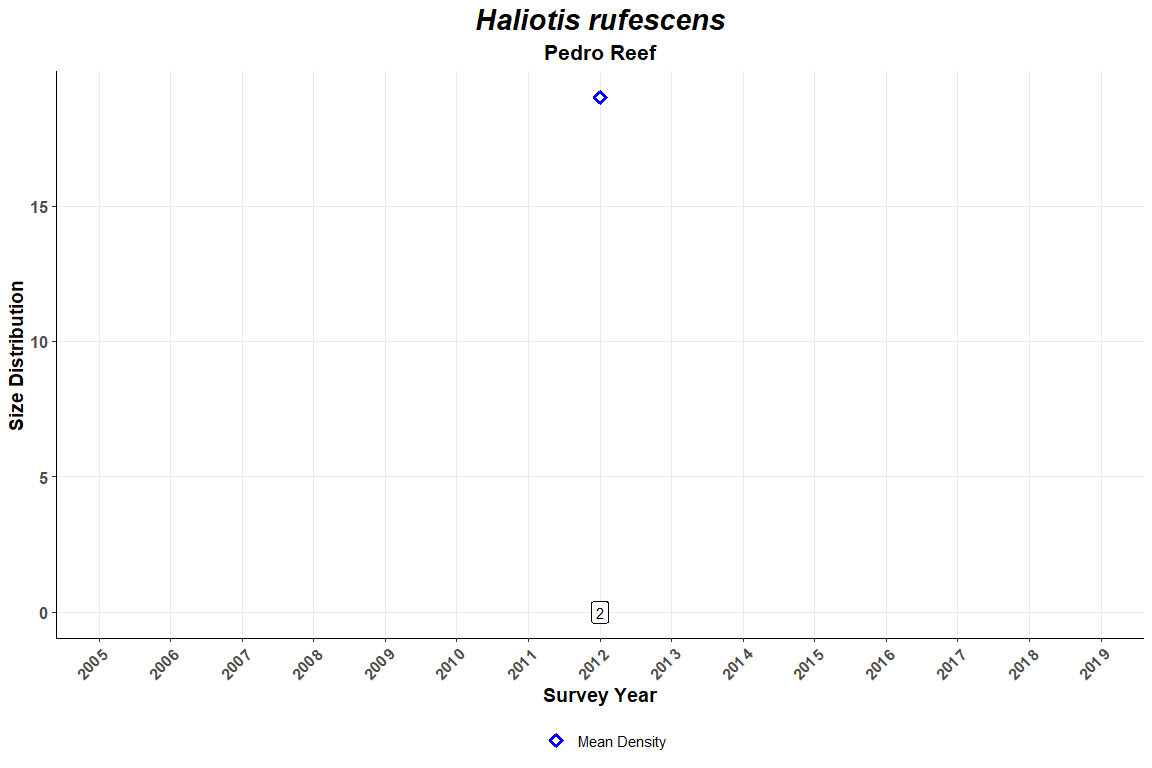 Haliotis rufescens
Pedro Reef
Size Distribution
15
10
5
0
2
2005 2006 2007 2008 2009 2010 2011 2012 2013 2014 2015 2016 2017 2018 2019
Survey Year
Mean Density